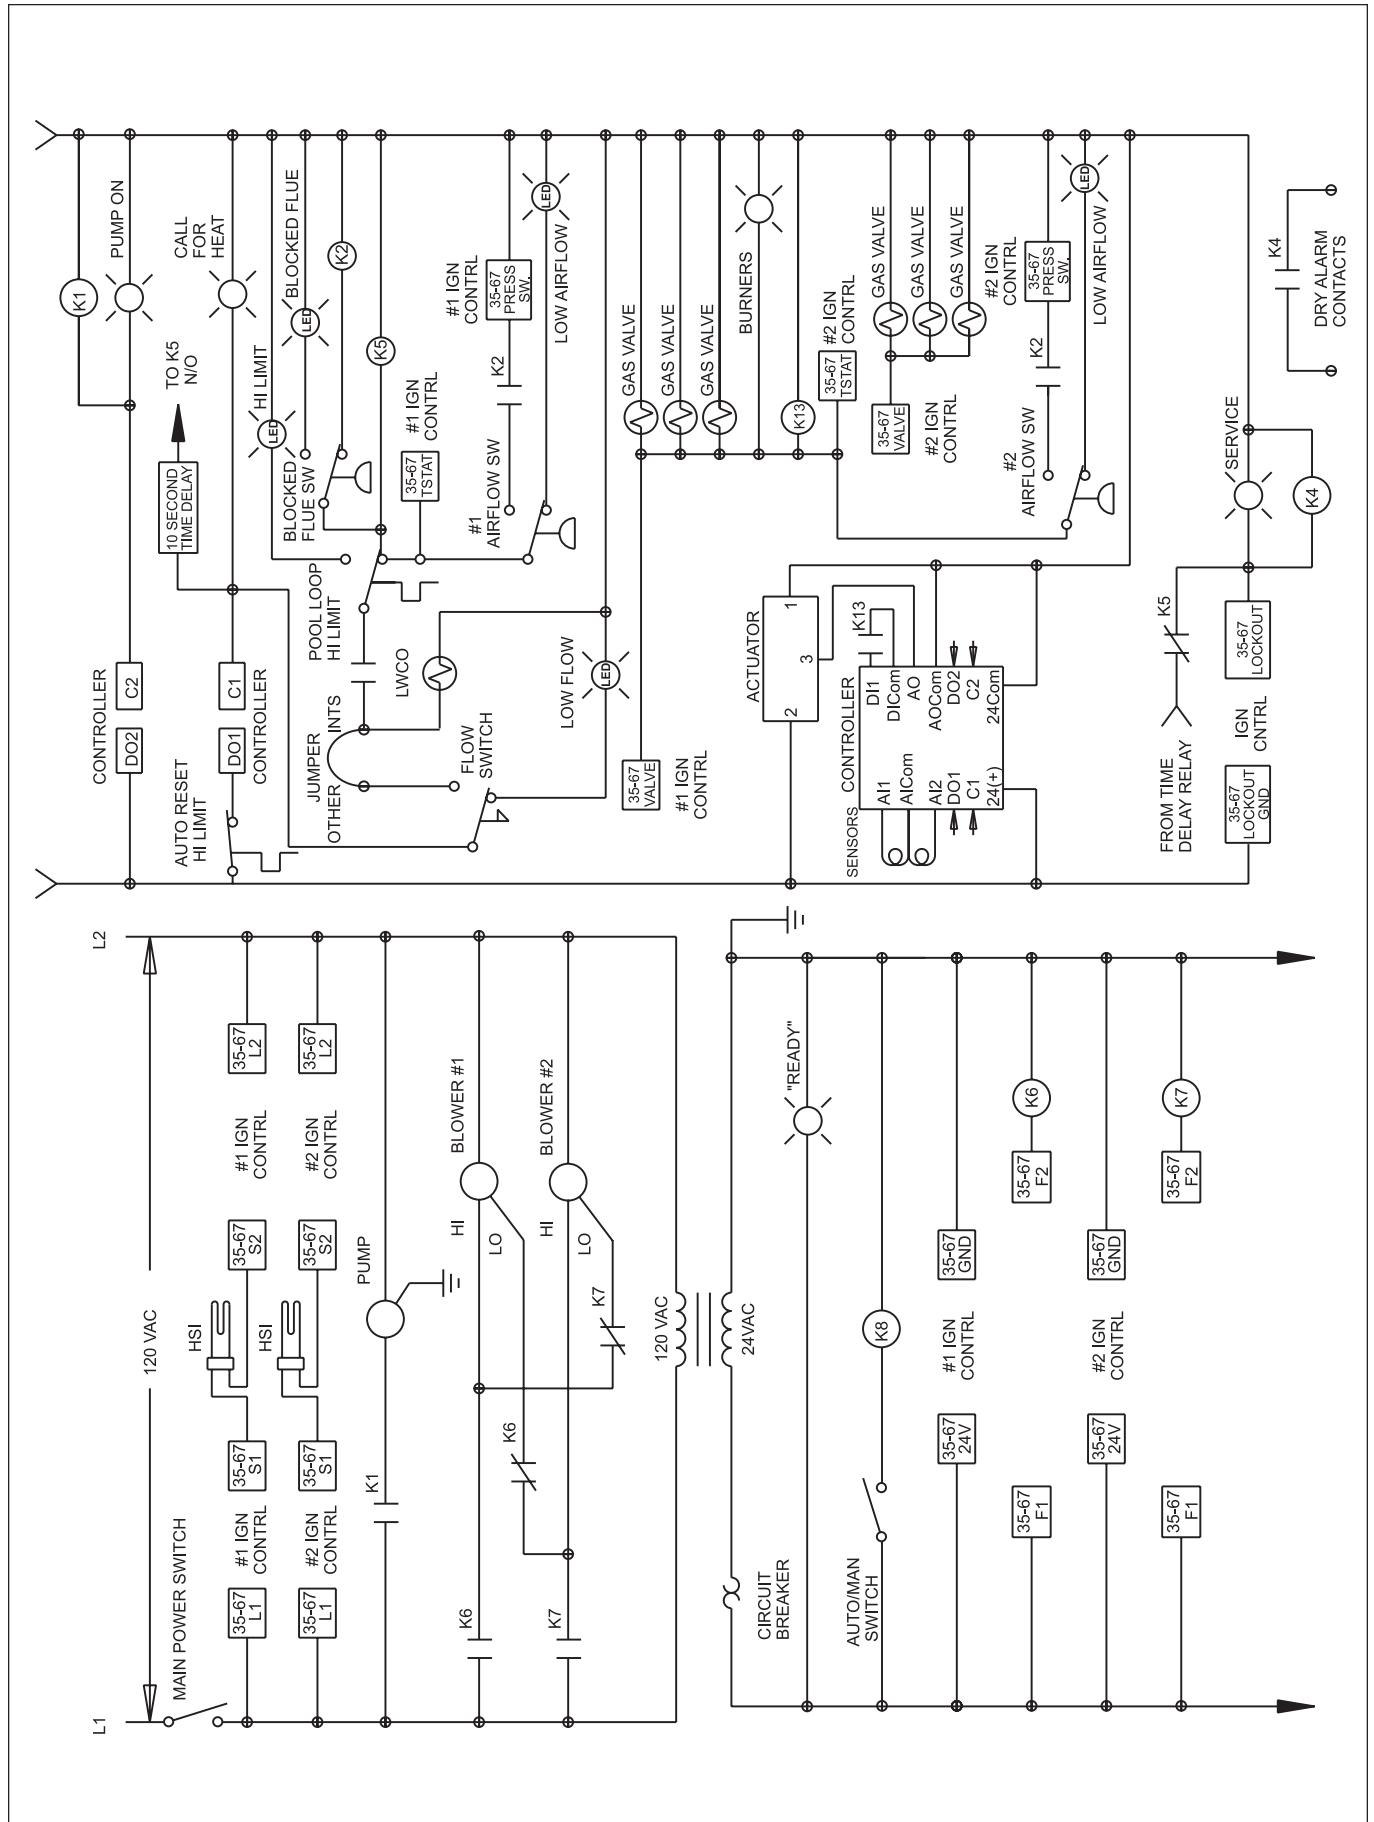 L1
L2
120 VAC
MAIN POWER SWITCH
35-67
L1
#1 IGN
CONTRL
35-67
S1
HSI
35-67
S2
#1 IGN
CONTRL
35-67
L2
35-67
L1
#2 IGN
CONTRL
35-67
S1
HSI
35-67
S2
#2 IGN
CONTRL
35-67
L2
K1
PUMP
K6
HI
BLOWER #1
LO
K6
K7
HI
BLOWER #2
LO
K7
120 VAC
24VAC
CIRCUIT
BREAKER
"READY"
AUTO/MAN
SWITCH
K8
35-67
24V
#1 IGN
CONTRL
35-67
GND
35-67
F1
35-67
F2
K6
35-67
24V
#2 IGN
CONTRL
35-67
GND
35-67
F1
35-67
F2
K7
K1
CONTROLLER
DO2
C2
PUMP ON
AUTO RESET
HI LIMIT
DO1
C1
CONTROLLER
10 SECOND
TIME DELAY
TO K5
N/O
CALL
FOR
HEAT
JUMPER
OTHER
INTS
POOL LOOP
HI LIMIT
LED
HI LIMIT
BLOCKED
FLUE SW
LED
BLOCKED FLUE
K2
K5
LWCO
35-67
TSTAT
#1 IGN
CONTRL
FLOW
SWITCH
#1
AIRFLOW SW
K2
#1 IGN
CONTRL
35-67
PRESS
SW.
LED
LOW AIRFLOW
LOW FLOW
LED
35-67
VALVE
#1 IGN
CONTRL
GAS VALVE
GAS VALVE
GAS VALVE
BURNERS
K13
35-67
TSTAT
#2 IGN
CONTRL
ACTUATOR
1
2
3
35-67
VALVE
#2 IGN
CONTRL
GAS VALVE
GAS VALVE
GAS VALVE
#2
AIRFLOW SW
K2
#2 IGN
CONTRL
35-67
PRESS
SW.
LED
LOW AIRFLOW
K13
SENSORS
CONTROLLER
AI1
DI1
AICom
DICom
AI2
AO
AOCom
DO1
DO2
C1
C2
24(+)
24Com
FROM TIME
DELAY RELAY
K5
35-67
LOCKOUT
GND
IGN
CNTRL
35-67
LOCKOUT
SERVICE
K4
K4
DRY ALARM
CONTACTS